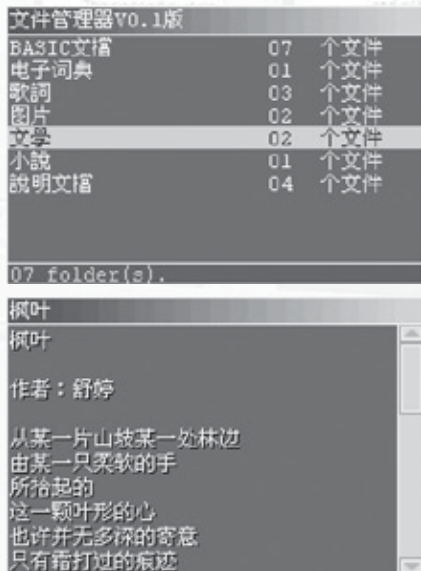 文件管理器V0.1版
BASIC文檔 07 个文件
电子词典 01 个文件
歌詞 03 个文件
图片 02 个文件
文學 02 个文件
小說 01 个文件
說明文檔 04 个文件
07 folder(s).
枫叶
枫叶
作者：舒婷
从某一片山坡某一处林边
由某一只柔软的手
所拾起的
这一颗叶形的心
也许并无多深的寄意
只有霜打过的痕迹